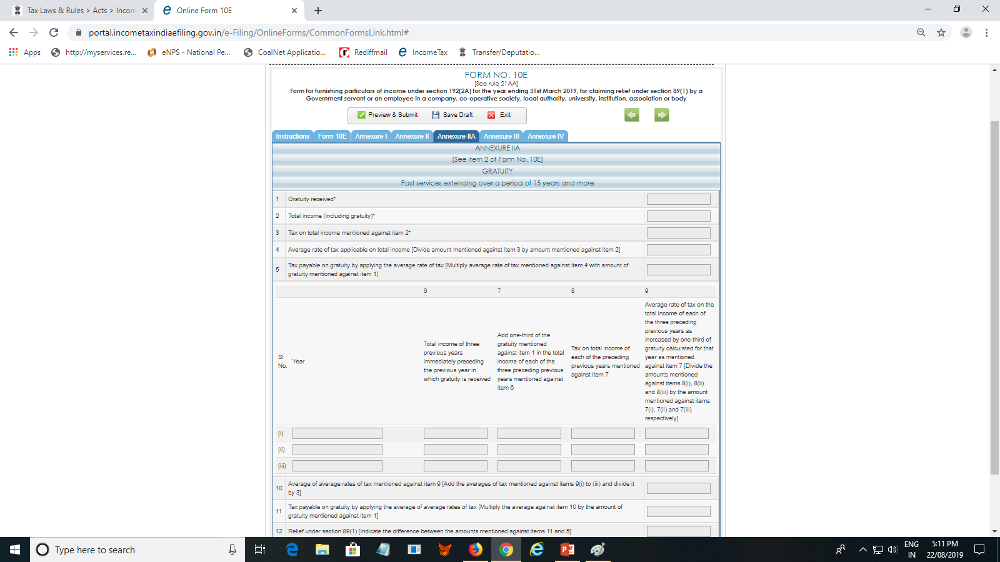 Tax Laws & Rules > Acts > Incom
Online Form 10E
portal.incometaxindiaefiling.gov.in/e-Filing/OnlineForms/CommonFormsLink.html#
Apps
http://myservices.re...
eNPS - National Pe...
CoalNet Applicatio...
Rediffmail
IncomeTax
Transfer/Deputatio...
FORM NO. 10E
[See rule 21AA]
Form for furnishing particulars of income under section 192(2A) for the year ending 31st March 2019, for claiming relief under section 89(1) by a
Government servant or an employee in a company, co-operative society, local authority, university, institution, association or body
Preview & Submit
Save Draft
Exit
Instructions
Form 10E
Annexure I
Annexure II
Annexure IIA
Annexure III
Annexure IV
ANNEXURE IIA
[See item 2 of Form No. 10E]
GRATUITY
Past services extending over a period of 15 years and more
1 Gratuity received*
2 Total income (including gratuity)*
3 Tax on total income mentioned against item 2*
4 Average rate of tax applicable on total income [Divide amount mentioned against item 3 by amount mentioned against item 2]
5 Tax payable on gratuity by applying the average rate of tax [Multiply average rate of tax mentioned against item 4 with amount of
gratuity mentioned against item 1]
6 7 8 9
Sl
No.
Year
Total income of three
previous years
immediately preceding
the previous year in
which gratuity is received
Add one-third of the
gratuity mentioned
against item 1 in the total
income of each of the
three preceding previous
years mentioned against
item 6
Tax on total income of
each of the preceding
previous years mentioned
against item 7
Average rate of tax on the
total income of each of
the three preceding
previous years as
increased by one-third of
gratuity calculated for that
year as mentioned
against item 7 [Divide the
amounts mentioned
against items 8(i), 8(ii)
and 8(iii) by the amount
mentioned against items
7(i), 7(ii) and 7(iii)
respectively]
(i)
(ii)
(iii)
10 Average of average rates of tax mentioned against item 9 [Add the averages of tax mentioned against items 9(i) to (iii) and divide it
by 3]
11 Tax payable on gratuity by applying the average of average rates of tax [Multiply the average against item 10 by the amount of
gratuity mentioned against item 1]
12 Relief under section 89(1) [Indicate the difference between the amounts mentioned against items 11 and 5]
Type here to search
ENG
IN
5:11 PM
22/08/2019